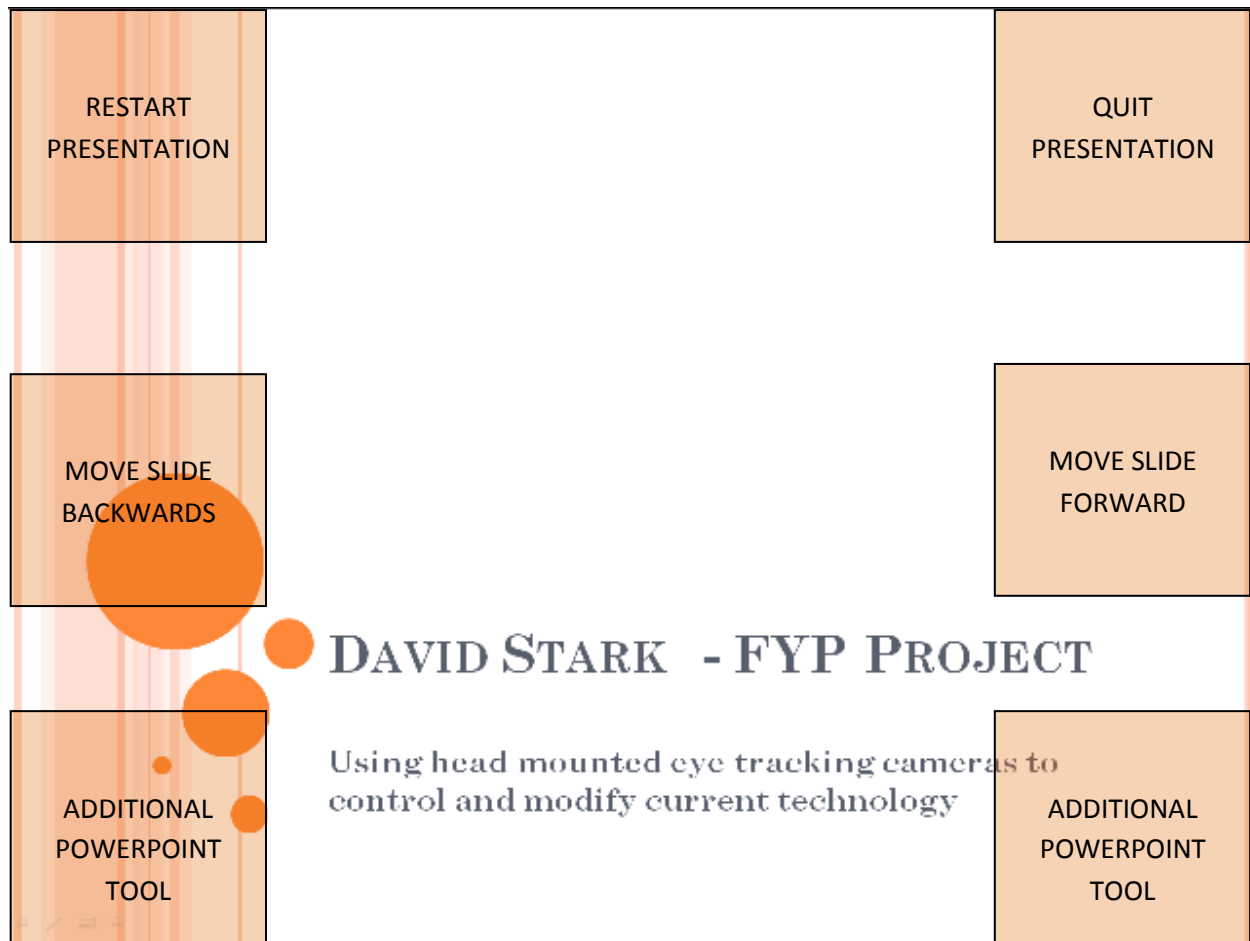 RESTART
PRESENTATION
QUIT
PRESENTATION
MOVE SLIDE
BACKWARDS
MOVE SLIDE
FORWARD
DAVID STARK - FYP PROJECT
Using head mounted eye tracking cameras to
control and modify current technology
ADDITIONAL
POWERPOINT
TOOL
ADDITIONAL
POWERPOINT
TOOL